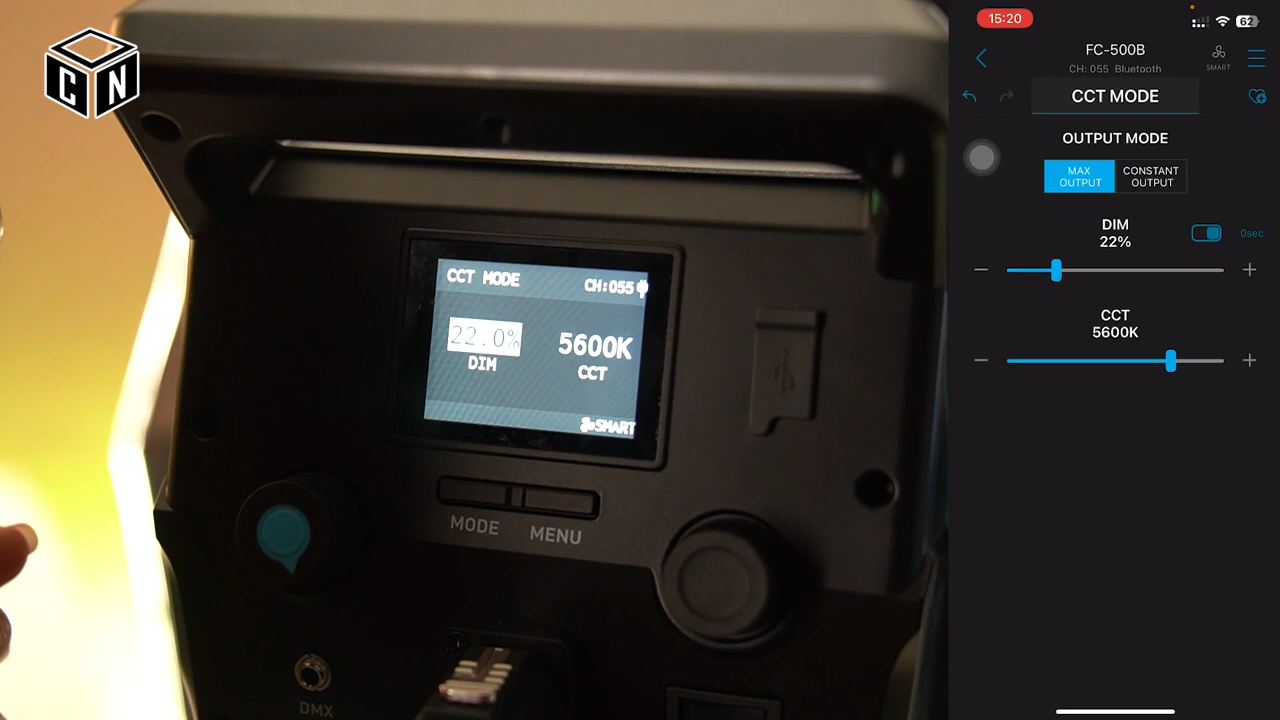 CN
CCT MODE
CH:055
22.0%
5600K
DIM
CCT
SMART
MODE
MENU
DMX
15:20
62
FC-500B
CH: 055 Bluetooth
SMART
CCT MODE
OUTPUT MODE
MAX
OUTPUT
CONSTANT
OUTPUT
DIM
22%
0sec
CCT
5600K